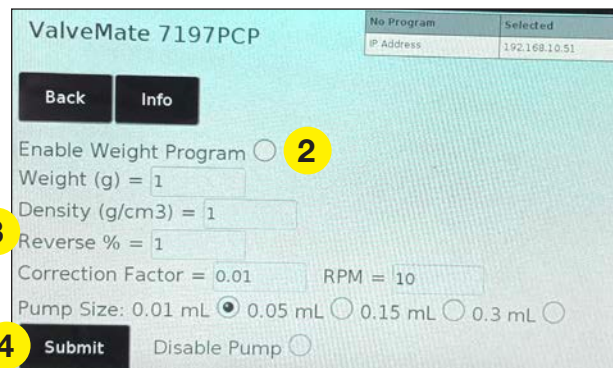 ValveMate 7197PCP
No Program Selected
IP Address 192.168.10.51
Back Info
Enable Weight Program 2
Weight (g) = 1
Density (g/cm3) = 1
3
Reverse % = 1
Correction Factor = 0.01 RPM = 10
Pump Size: 0.01 mL 0.05 mL 0.15 mL 0.3 mL
4 Submit Disable Pump